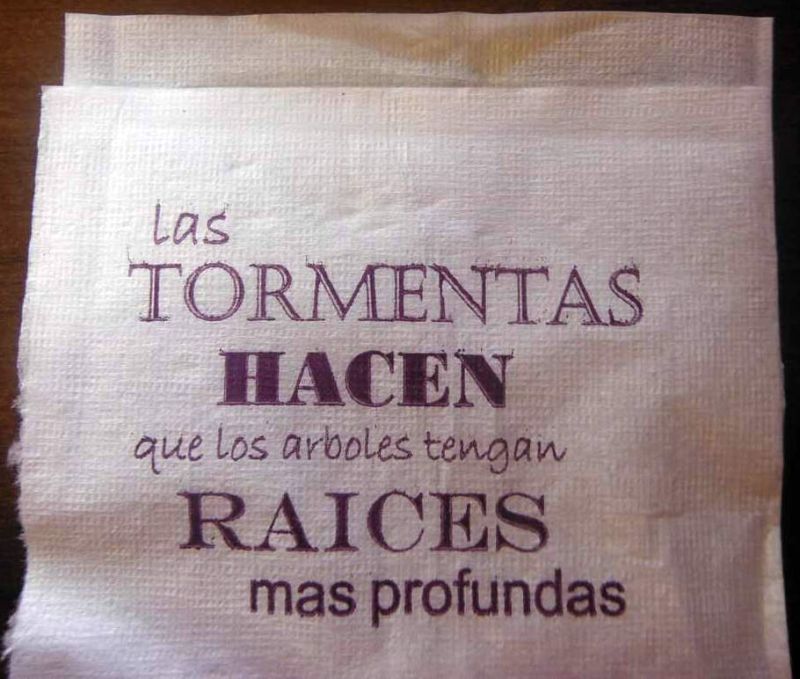 las
TORMENTAS
HACEN
que los arboles tengan
RAICES
mas profundas